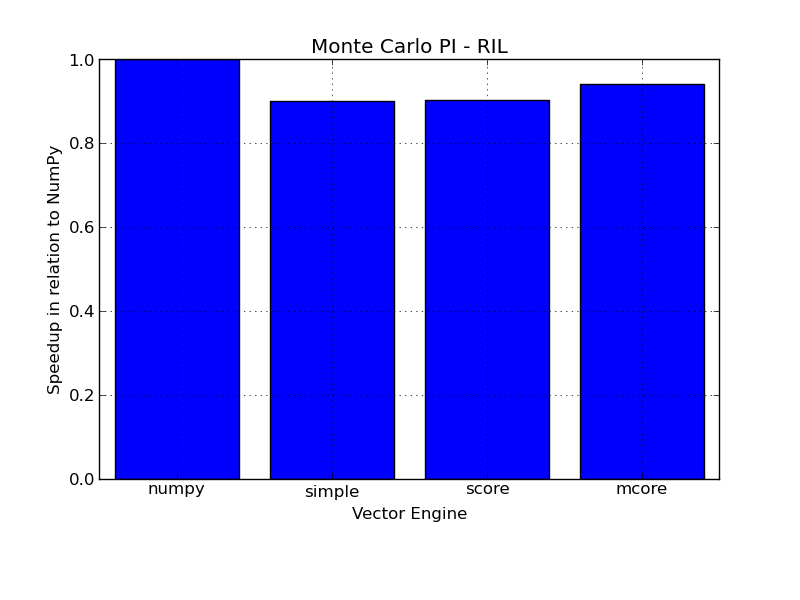 Monte Carlo PI - RIL
1.0
0.8
0.6
0.4
0.2
0.0
Speedup in relation to NumPy
numpy simple score mcore
Vector Engine